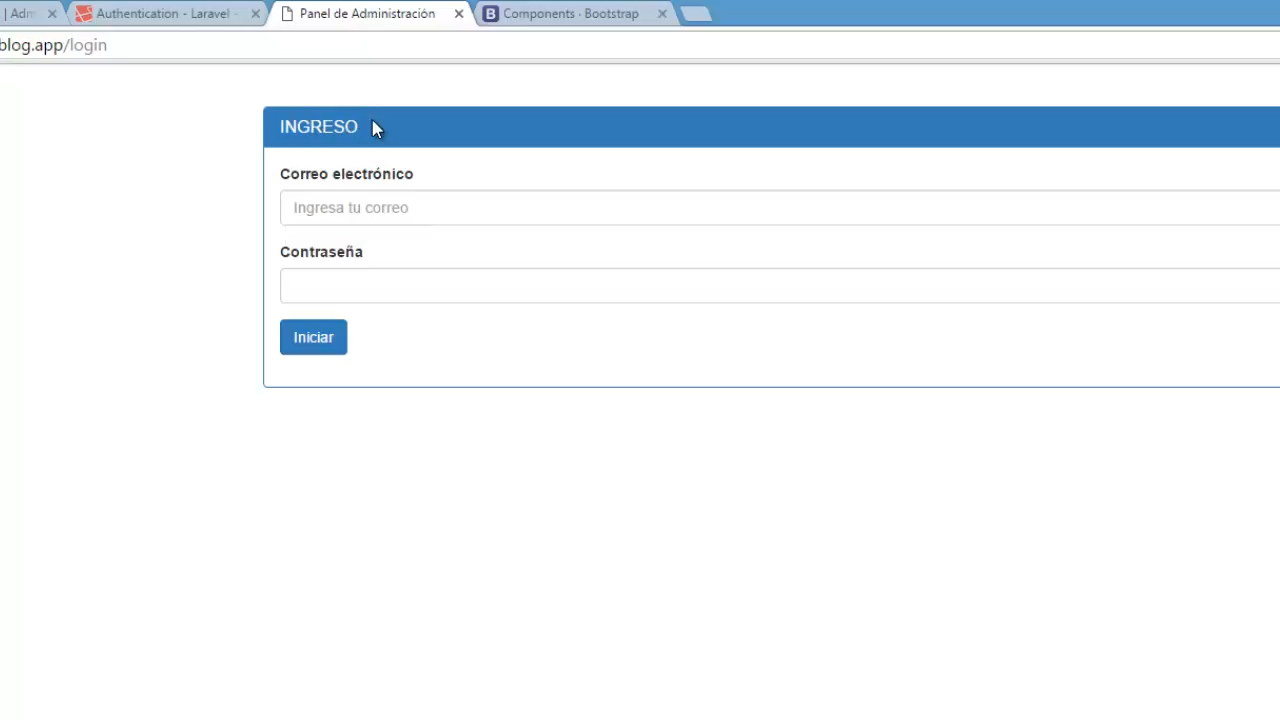 | Adm
Authentication - Laravel -
Panel de Administración
Components · Bootstrap
blog.app/login
INGRESO
Correo electrónico
Ingresa tu correo
Contraseña
Iniciar